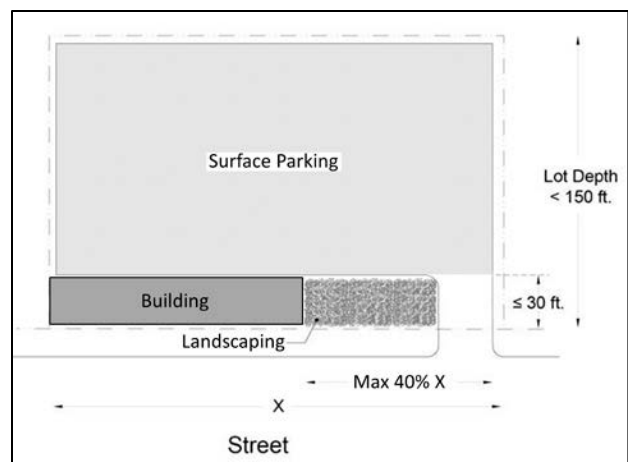 Surface Parking
Lot Depth
< 150 ft.
Building
≤ 30 ft.
Landscaping
Max 40% X
X
Street